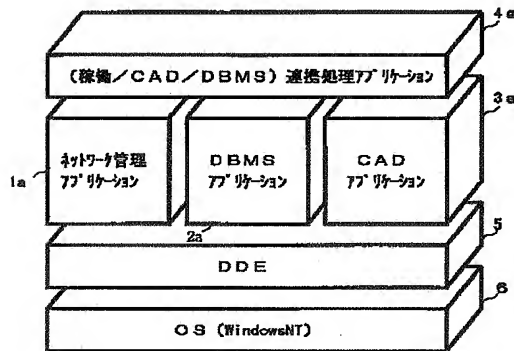 4a
(稼働/CAD/DBMS)連携処理ｱﾌﾟﾘｹｰｼｮﾝ
3a
ﾈｯﾄﾜｰｸ管理
ｱﾌﾟﾘｹｰｼｮﾝ
DBMS
ｱﾌﾟﾘｹｰｼｮﾝ
CAD
ｱﾌﾟﾘｹｰｼｮﾝ
1a
2a
5
DDE
6
OS(WindowsNT)